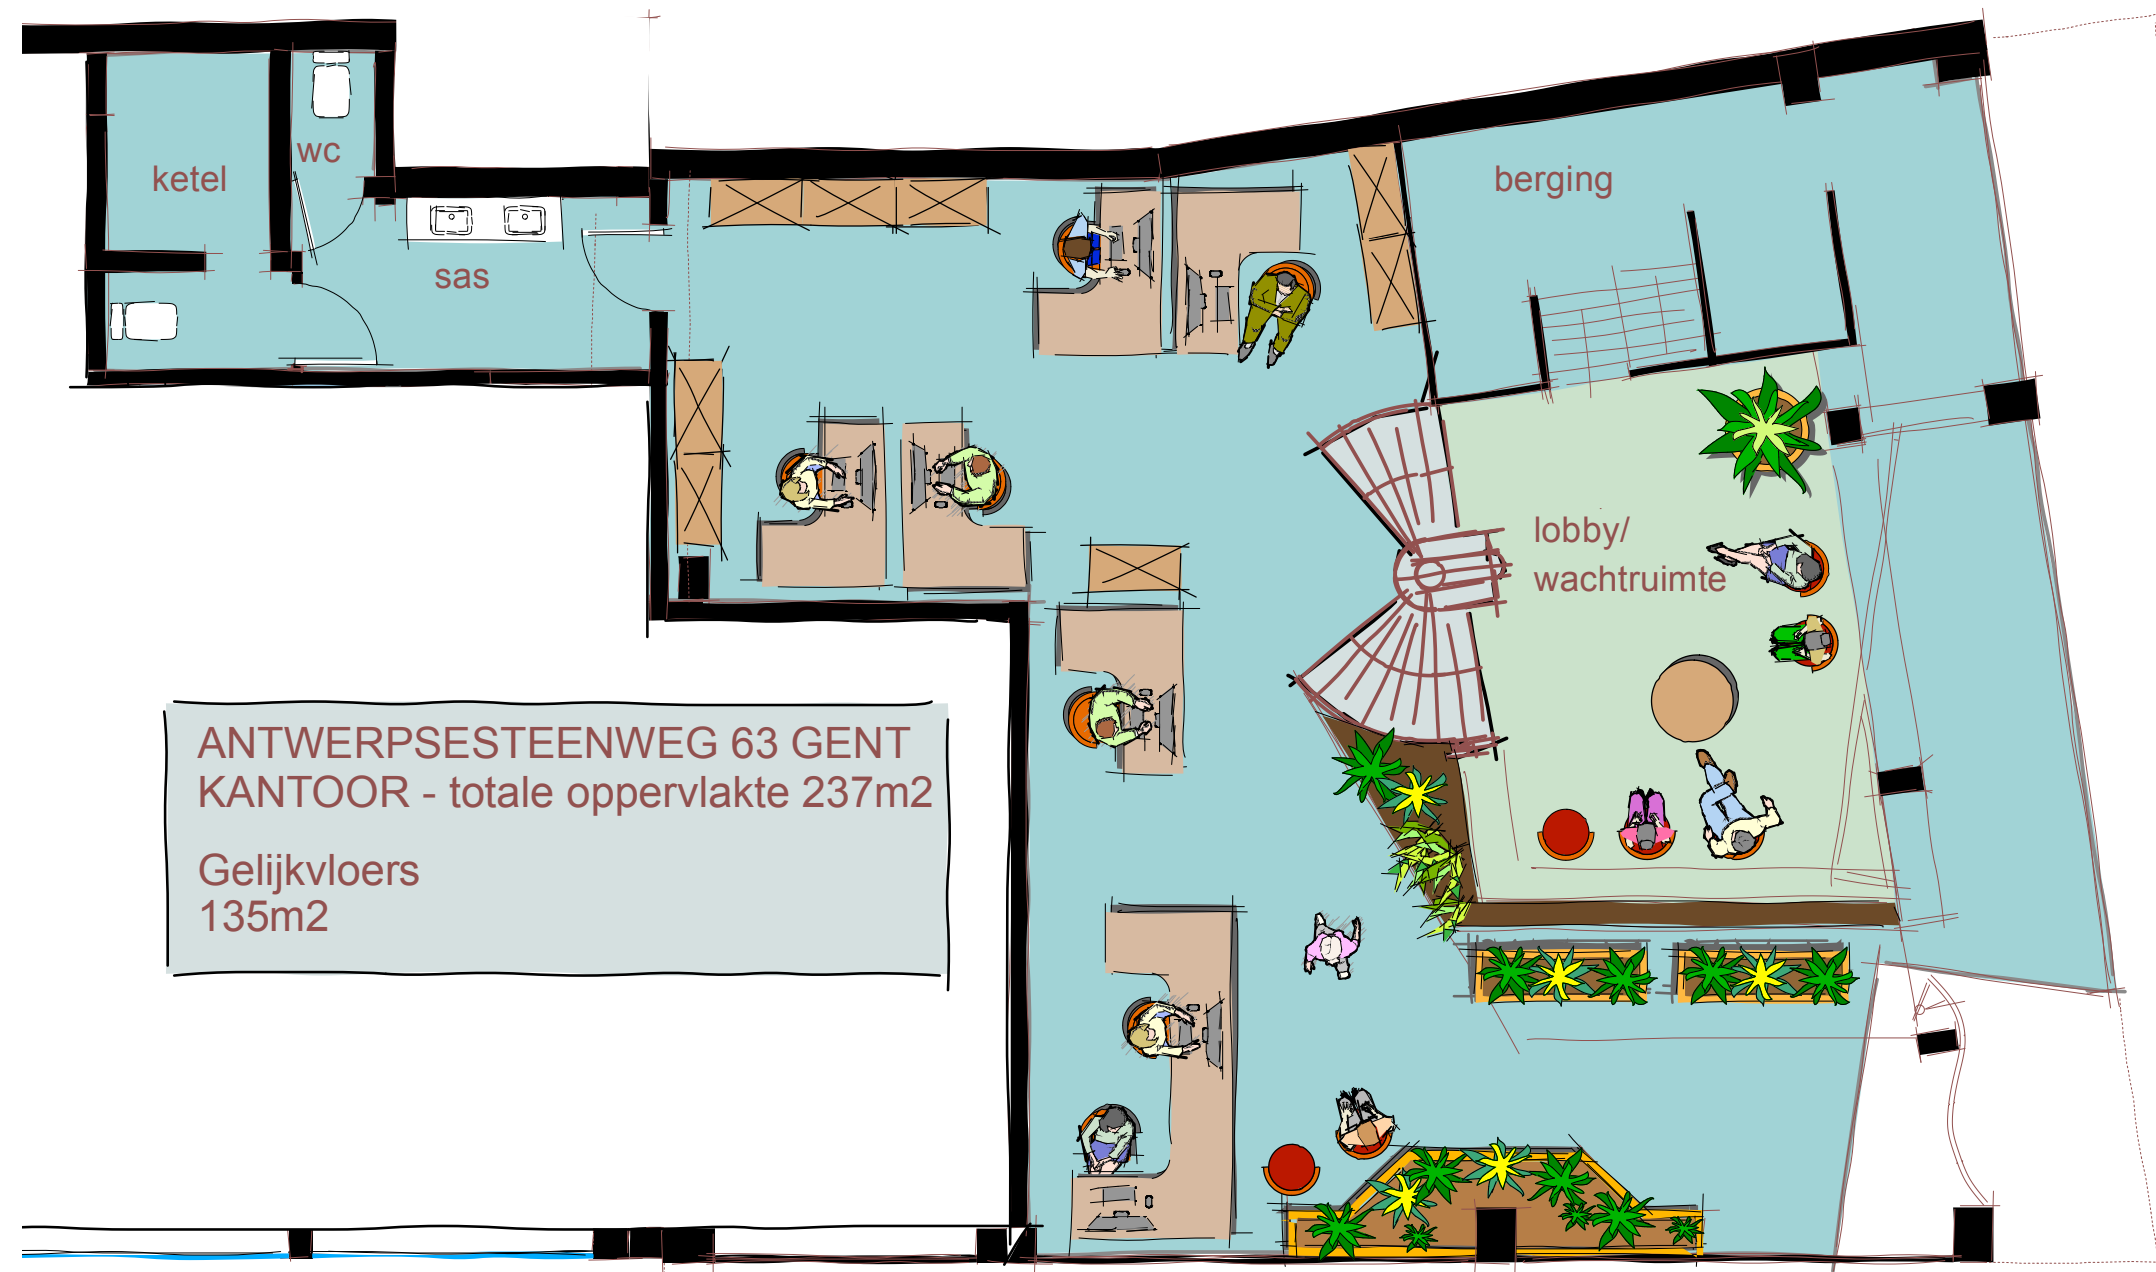 wc
ketel
berging
sas
lobby/
wachtruimte
ANTWERPSESTEENWEG 63 GENT
KANTOOR - totale oppervlakte 237m2
Gelijkvloers
135m2